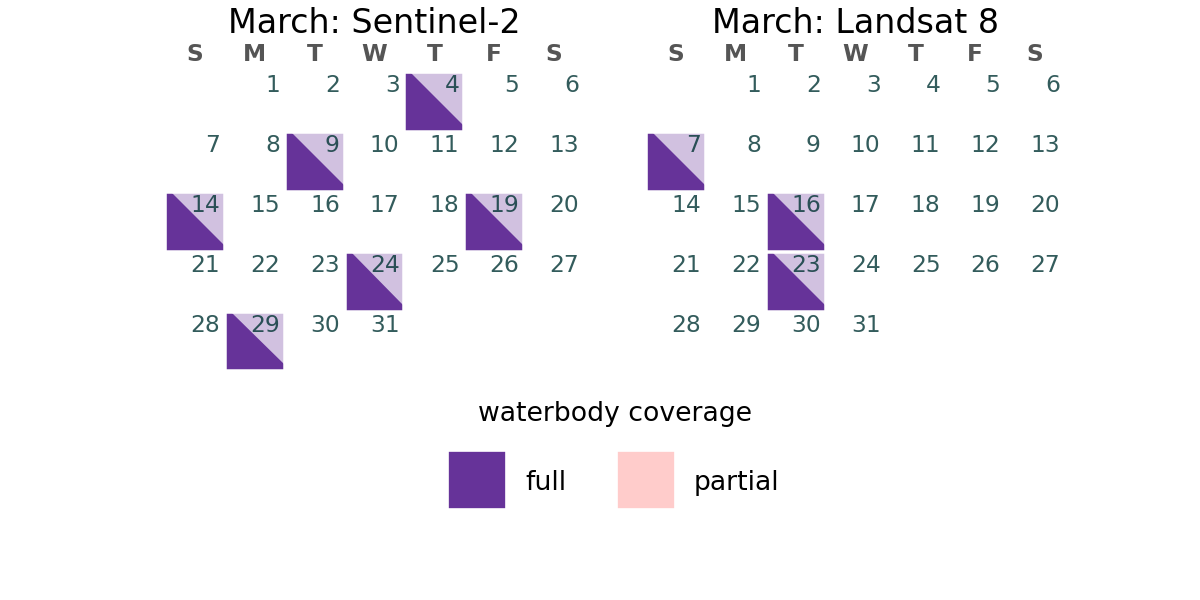 March: Sentinel-2
S M T W T F S
1 2 3 4 5 6
7 8 9 10 11 12 13
14 15 16 17 18 19 20
21 22 23 24 25 26 27
28 29 30 31
March: Landsat 8
S M T W T F S
1 2 3 4 5 6
7 8 9 10 11 12 13
14 15 16 17 18 19 20
21 22 23 24 25 26 27
28 29 30 31
waterbody coverage
full
partial